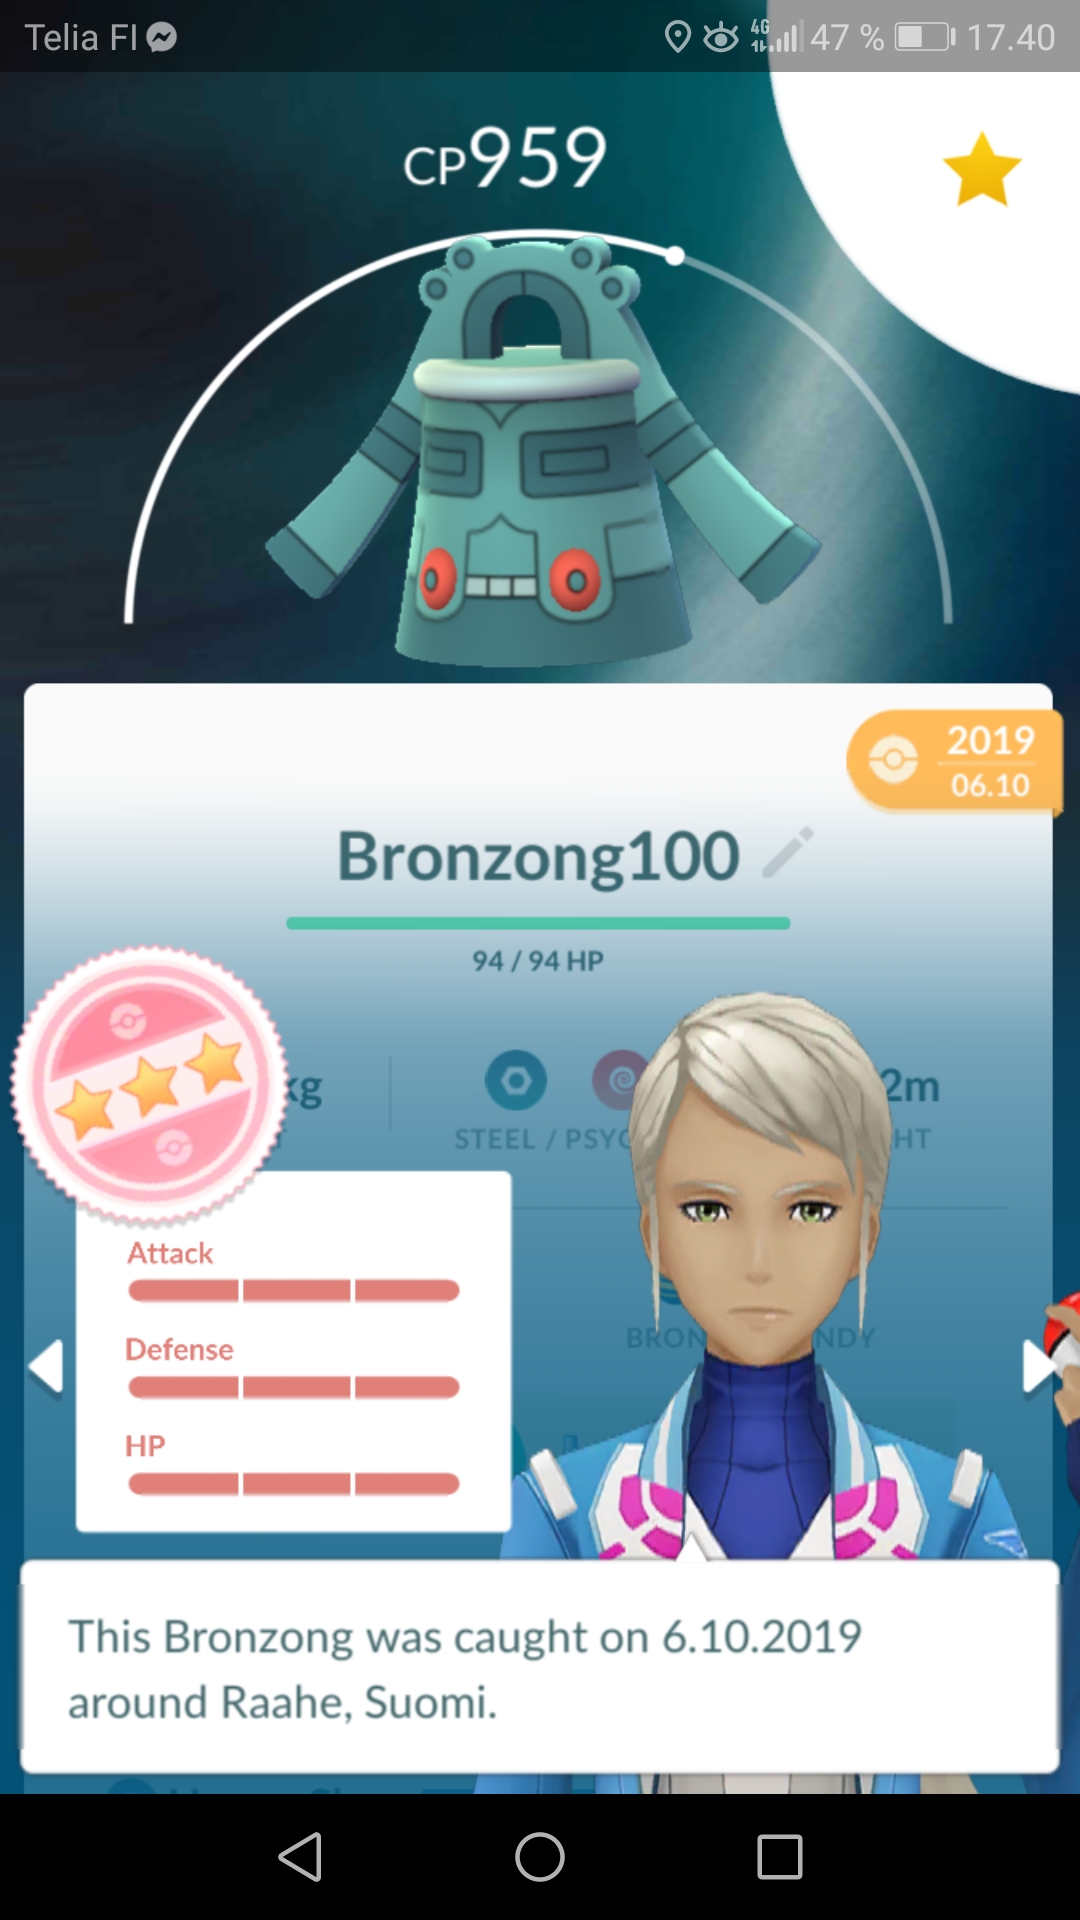 Telia FI 4G 47 % 17.40
CP959
2019
06.10
Bronzong100
94 / 94 HP
kg
2m
STEEL / PSYC
HT
Attack
Defense
HP
BRON
NDY
This Bronzong was caught on 6.10.2019
around Raahe, Suomi.